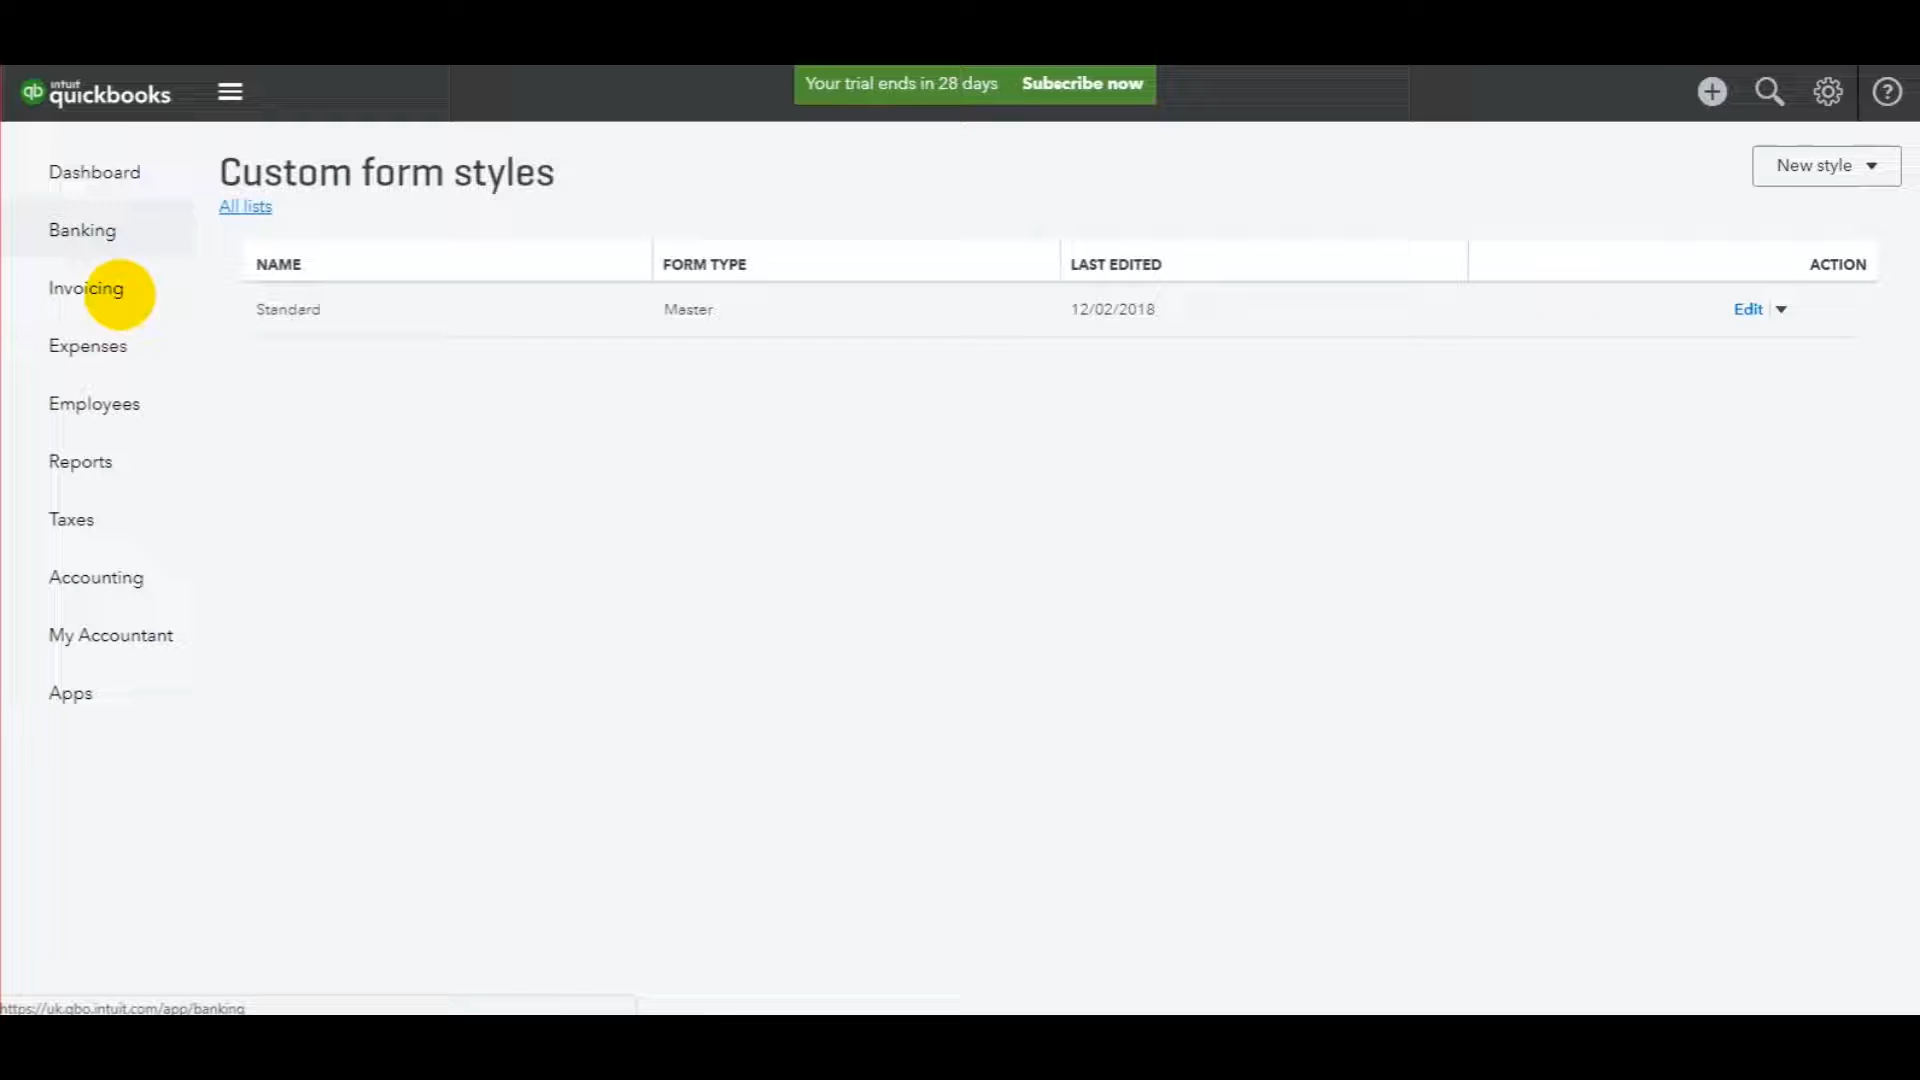 qb intuit quickbooks
Your trial ends in 28 days Subscribe now
Dashboard
Banking
Invoicing
Expenses
Employees
Reports
Taxes
Accounting
My Accountant
Apps
Custom form styles
All lists
New style
NAME FORM TYPE LAST EDITED ACTION
Standard Master 12/02/2018 Edit
https://uk.qbo.intuit.com/app/banking